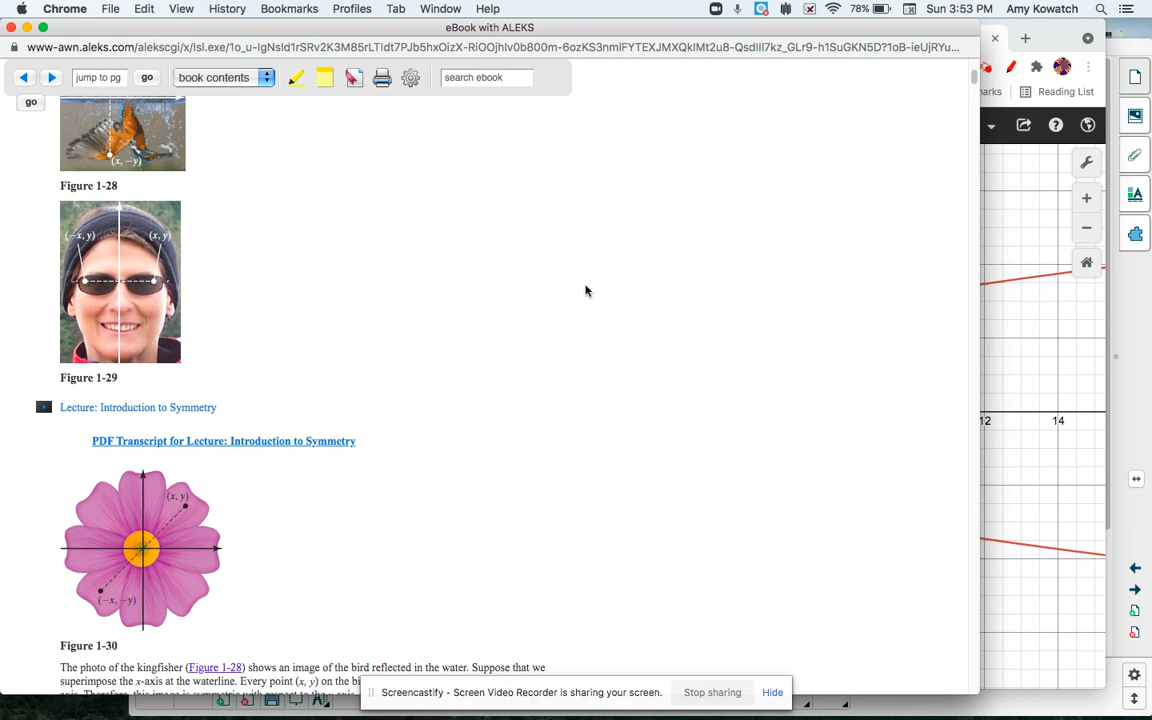 Chrome File Edit View History Bookmarks Profiles Tab Window Help 78% Sun 3:53 PM Amy Kowatch
eBook with ALEKS
jump to pg go book contents search ebook
go
Reading List
(x, −y)
Figure 1-28
(−x, y) (x, y)
Figure 1-29
Lecture: Introduction to Symmetry
PDF Transcript for Lecture: Introduction to Symmetry
(x, y)
(−x, −y)
Figure 1-30
The photo of the kingfisher (Figure 1-28) shows an image of the bird reflected in the water. Suppose that we
superimpose the x-axis at the waterline. Every point (x, y) on the bi
12 14
Screencastify - Screen Video Recorder is sharing your screen. Stop sharing Hide